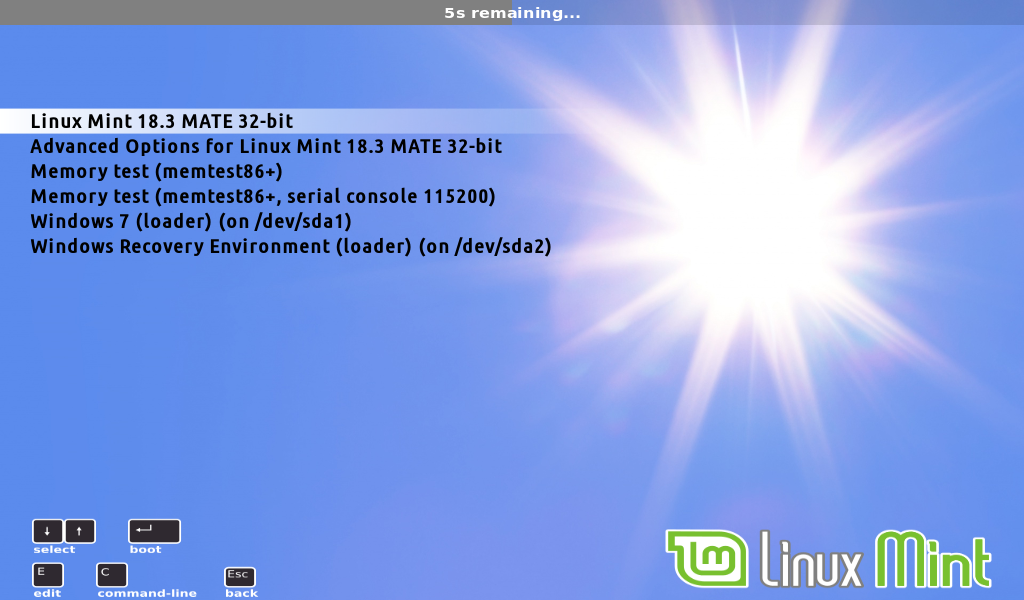 5s remaining...
Linux Mint 18.3 MATE 32-bit
Advanced Options for Linux Mint 18.3 MATE 32-bit
Memory test (memtest86+)
Memory test (memtest86+, serial console 115200)
Windows 7 (loader) (on /dev/sda1)
Windows Recovery Environment (loader) (on /dev/sda2)
↓ ↑ ↵
select boot
E C Esc
edit command-line back
Linux Mint